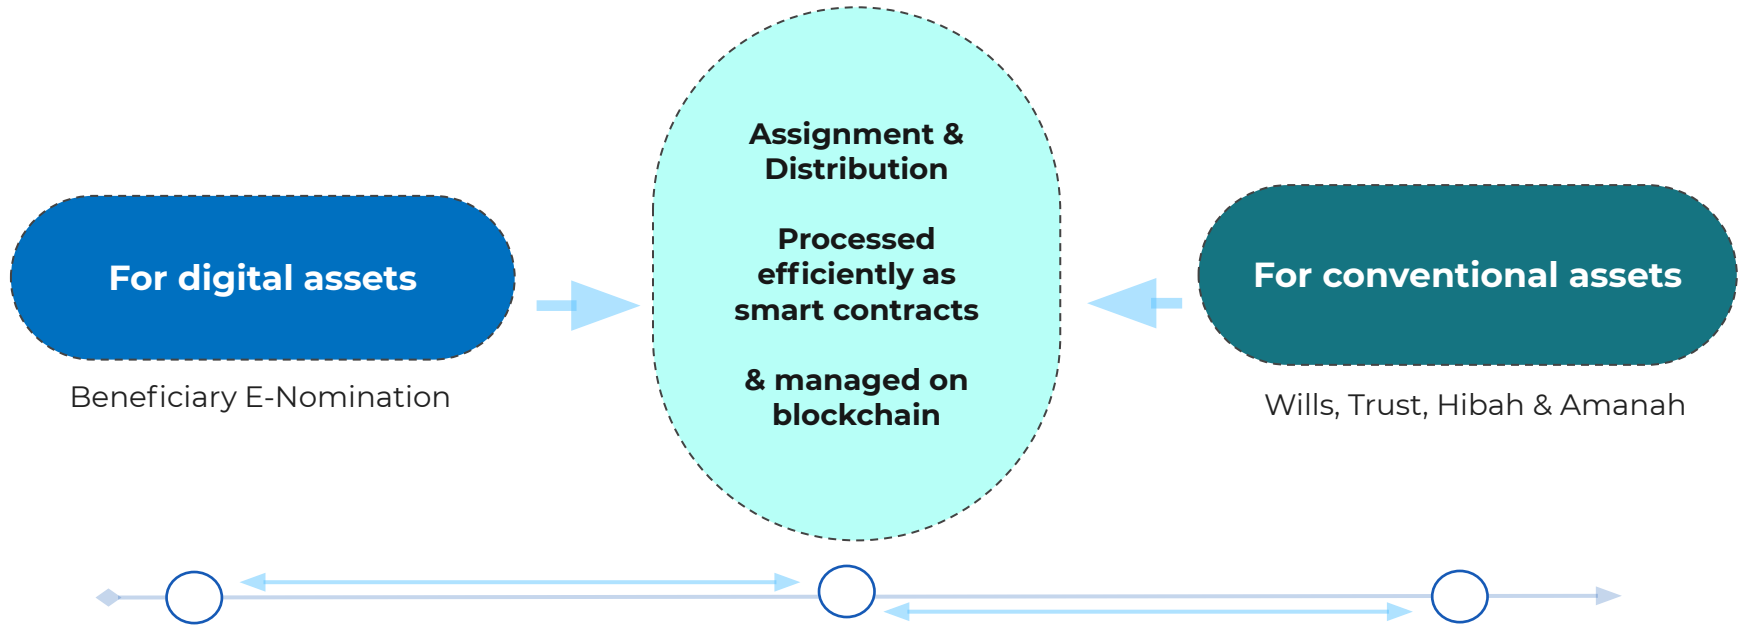 For digital assets
Beneficiary E-Nomination
Assignment &
Distribution
Processed
efficiently as
smart contracts
& managed on
blockchain
For conventional assets
Wills, Trust, Hibah & Amanah